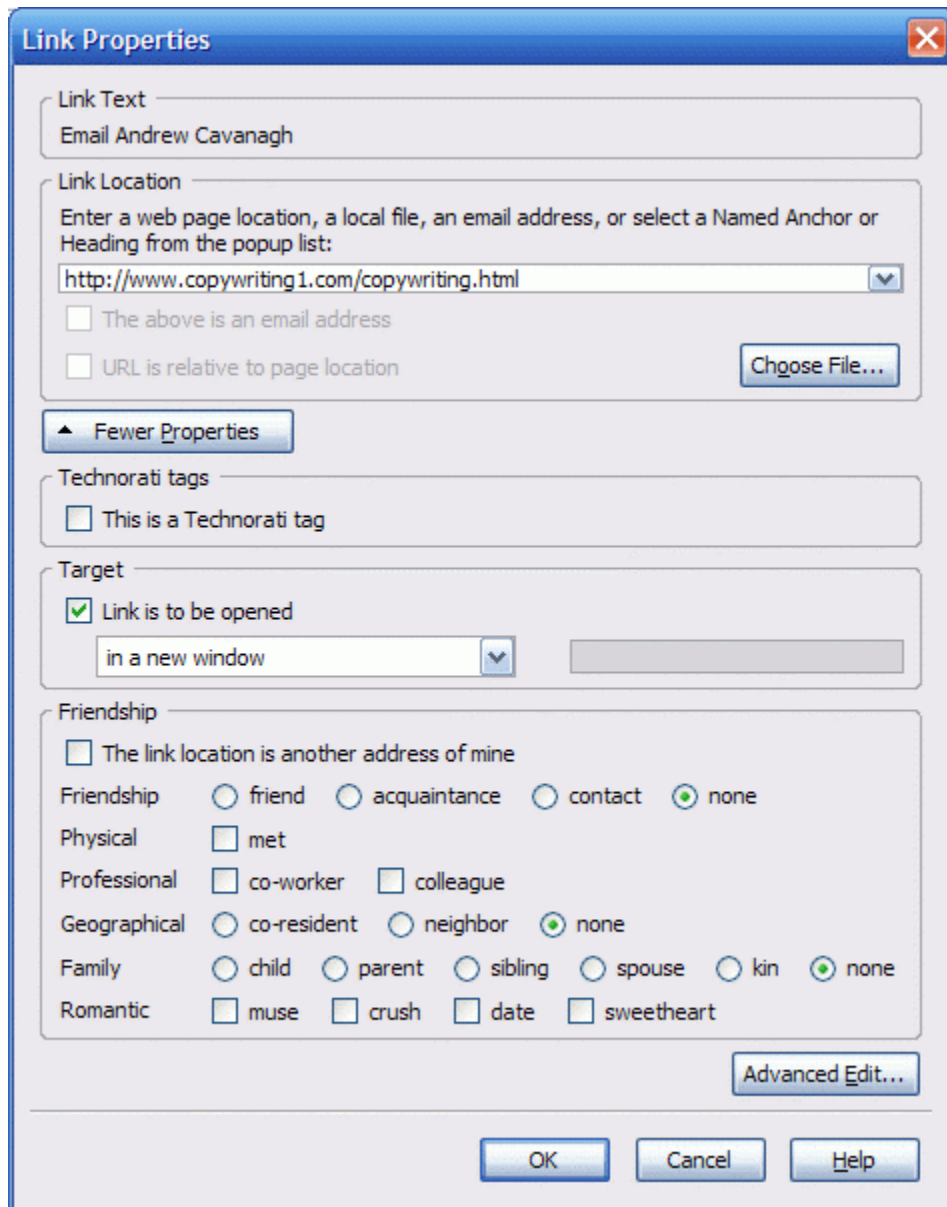 Link Properties
Link Text
Email Andrew Cavanagh
Link Location
Enter a web page location, a local file, an email address, or select a Named Anchor or
Heading from the popup list:
http://www.copywriting1.com/copywriting.html
The above is an email address
URL is relative to page location
Choose File...
Fewer Properties
Technorati tags
This is a Technorati tag
Target
Link is to be opened
in a new window
Friendship
The link location is another address of mine
Friendship friend acquaintance contact none
Physical met
Professional co-worker colleague
Geographical co-resident neighbor none
Family child parent sibling spouse kin none
Romantic muse crush date sweetheart
Advanced Edit...
OK Cancel Help